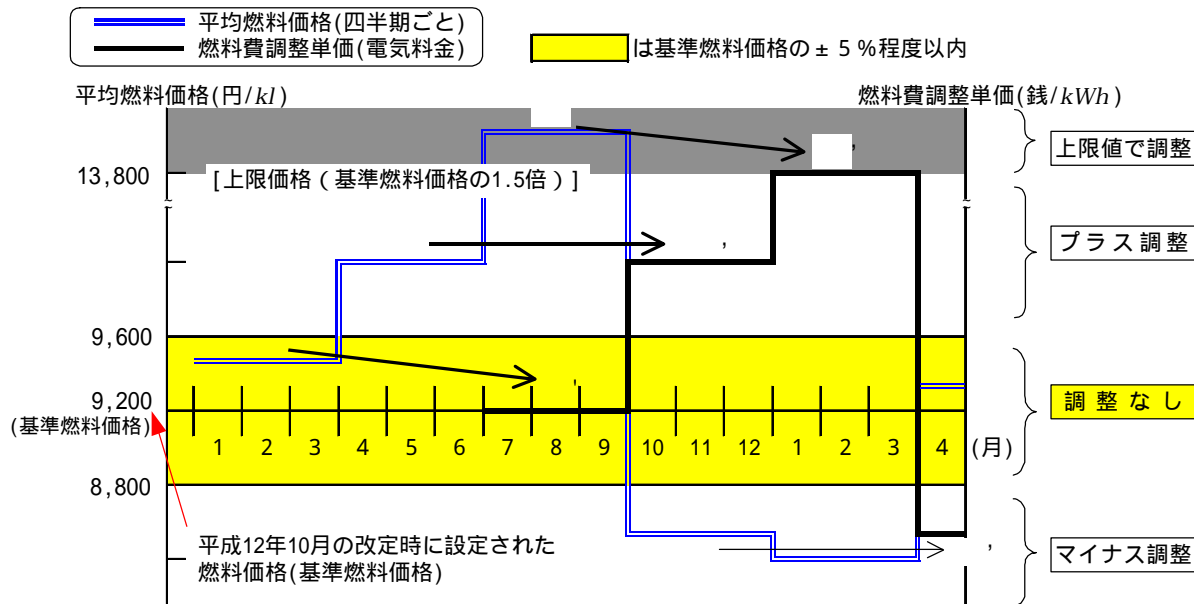 平均燃料価格(四半期ごと)
燃料費調整単価(電気料金)
は基準燃料価格の±5%程度以内
平均燃料価格(円/kl)
燃料費調整単価(銭/kWh)
上限値で調整
13,800
[上限価格(基準燃料価格の1.5倍)]
プラス調整
9,600
9,200
(基準燃料価格)
調整なし
1 2 3 4 5 6 7 8 9 10 11 12 1 2 3 4 (月)
8,800
平成12年10月の改定時に設定された
燃料価格(基準燃料価格)
マイナス調整